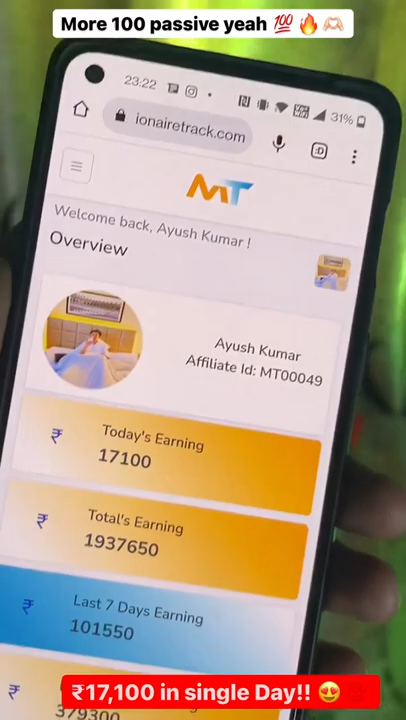 More 100 passive yeah 💯🔥🫶🏻
23:22
31%
ionairetrack.com
:D
MT
Welcome back, Ayush Kumar !
Overview
Ayush Kumar
Affiliate Id: MT00049
₹ Today's Earning
17100
₹ Total's Earning
1937650
₹ Last 7 Days Earning
101550
₹
379300
₹17,100 in single Day!! 😍